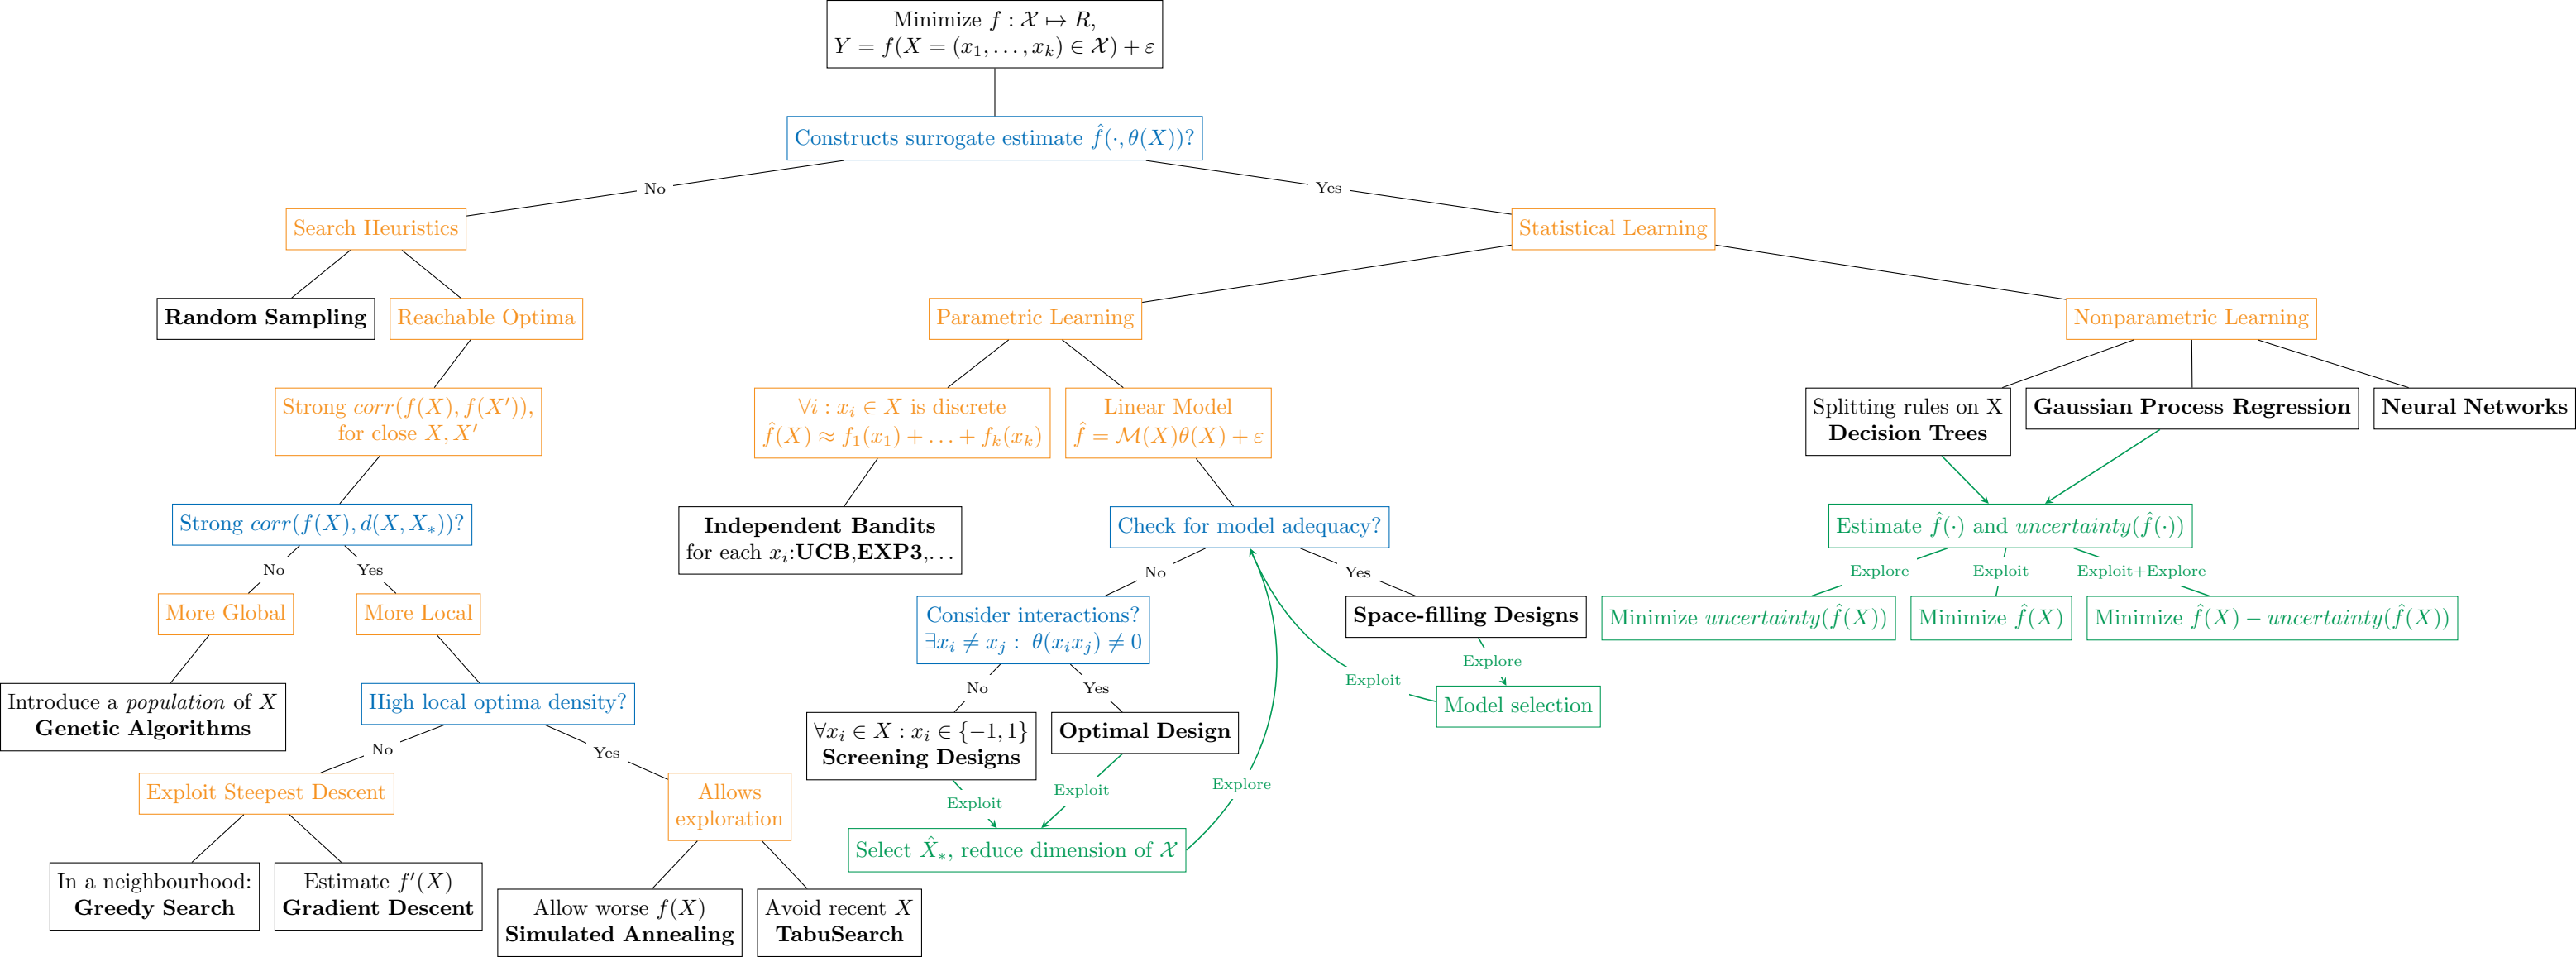 Minimize f : 𝒳 ↦ R,
Y = f(X = (x₁, . . . , xₖ) ∈ 𝒳) + ε
Constructs surrogate estimate f̂(·, θ(X))?
No
Yes
Search Heuristics
Statistical Learning
Random Sampling
Reachable Optima
Parametric Learning
Nonparametric Learning
Strong corr(f(X), f(X′)),
for close X, X′
∀i : xᵢ ∈ X is discrete
f̂(X) ≈ f₁(x₁) + . . . + fₖ(xₖ)
Linear Model
f̂ = ℳ(X)θ(X) + ε
Splitting rules on X
Decision Trees
Gaussian Process Regression
Neural Networks
Strong corr(f(X), d(X, X∗))?
Independent Bandits
for each xᵢ:UCB,EXP3,. . .
Check for model adequacy?
Estimate f̂(·) and uncertainty(f̂(·))
No
Yes
No
Yes
Explore
Exploit
Exploit+Explore
More Global
More Local
Consider interactions?
∃xᵢ ≠ xⱼ : θ(xᵢxⱼ) ≠ 0
Space-filling Designs
Minimize uncertainty(f̂(X))
Minimize f̂(X)
Minimize f̂(X) − uncertainty(f̂(X))
Explore
Exploit
No
Yes
Introduce a population of X
Genetic Algorithms
High local optima density?
∀xᵢ ∈ X : xᵢ ∈ {−1, 1}
Screening Designs
Optimal Design
Model selection
No
Yes
Exploit
Exploit
Explore
Exploit Steepest Descent
Allows
exploration
Select X̂∗, reduce dimension of 𝒳
In a neighbourhood:
Greedy Search
Estimate f′(X)
Gradient Descent
Allow worse f(X)
Simulated Annealing
Avoid recent X
TabuSearch